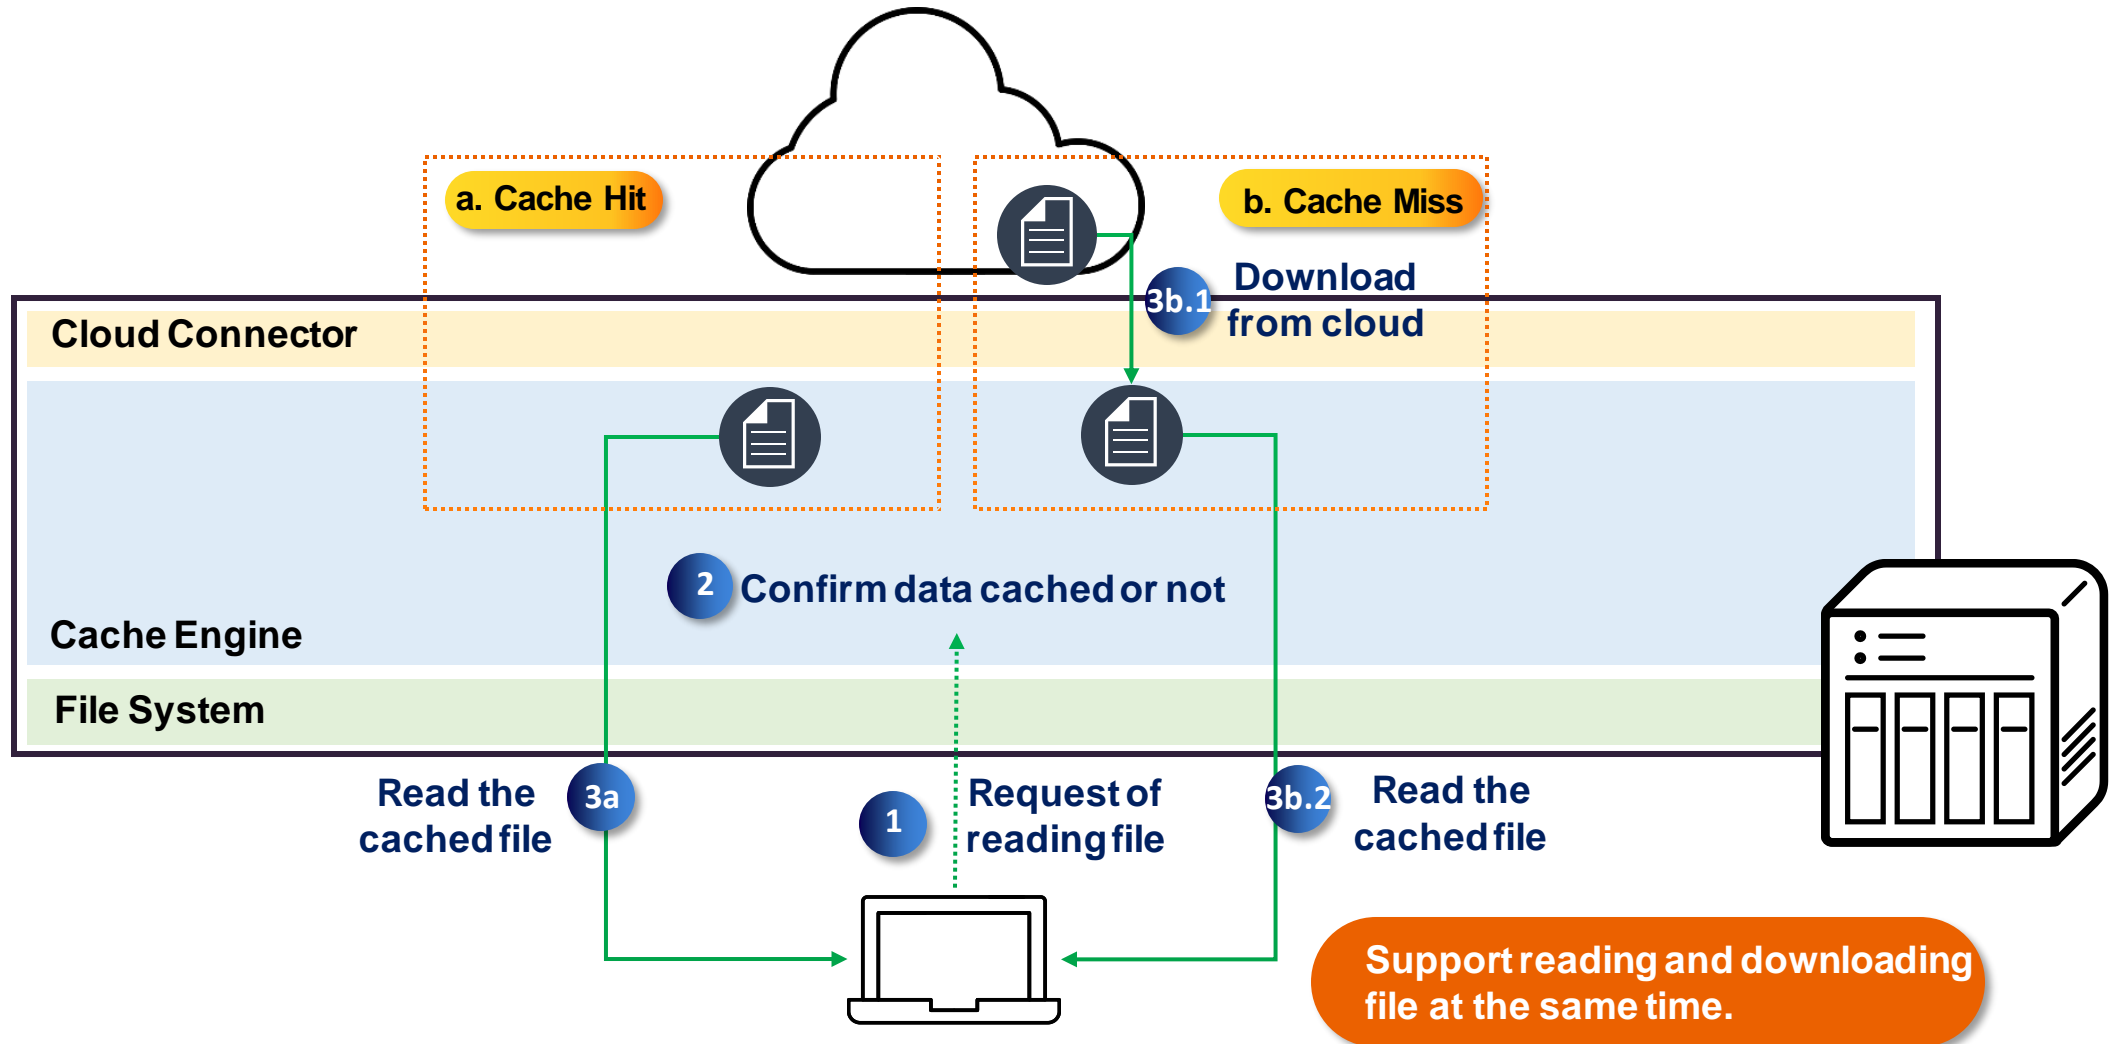 a. Cache Hit
b. Cache Miss
3b.1
Download
from cloud
Cloud Connector
2
Confirm data cached or not
Cache Engine
File System
Read the
cached file
3a
1
Request of
reading file
3b.2
Read the
cached file
Support reading and downloading
file at the same time.